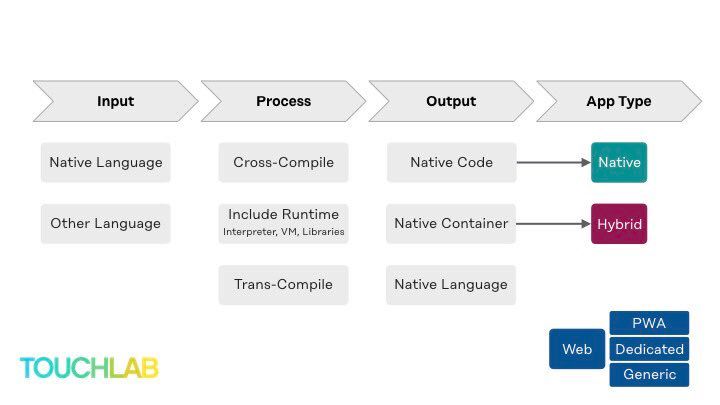 Input
Process
Output
App Type
Native Language
Cross-Compile
Native Code
Native
Other Language
Include Runtime
Interpreter, VM, Libraries
Native Container
Hybrid
Trans-Compile
Native Language
Web
PWA
Dedicated
Generic
TOUCHLAB